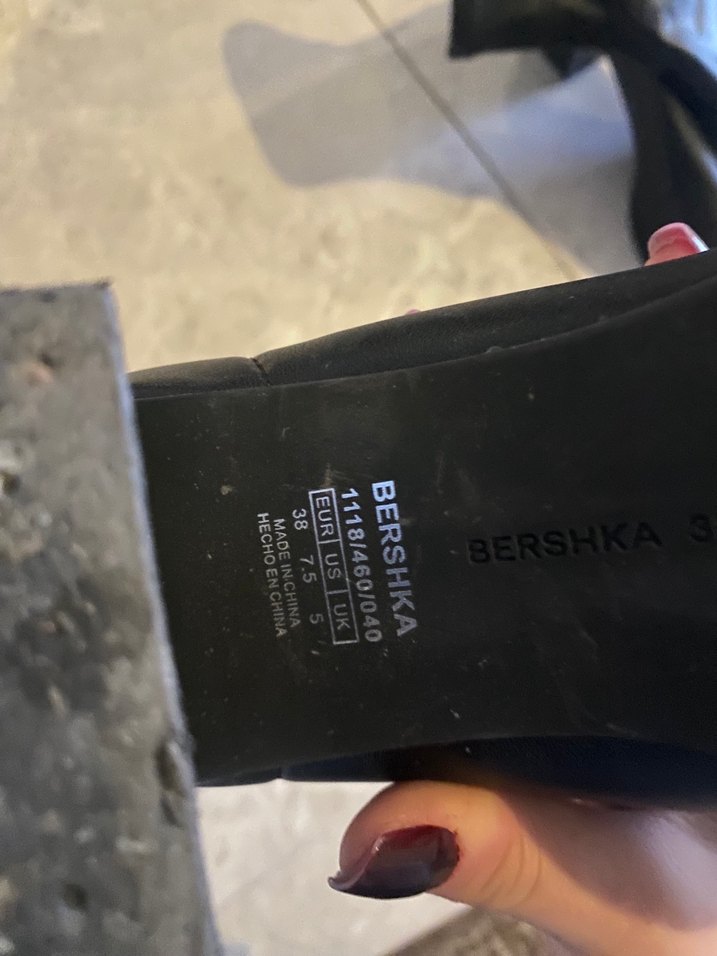 BERSHKA
1118/460/040
EUR US UK
38 7.5 5
MADE IN CHINA
HECHO EN CHINA
BERSHKA